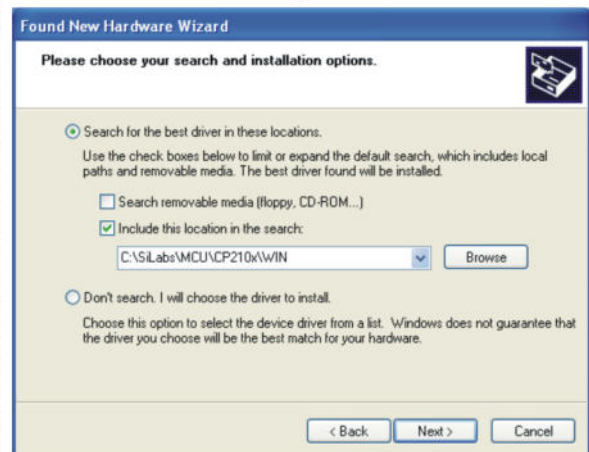 Found New Hardware Wizard
Please choose your search and installation options.
Search for the best driver in these locations.
Use the check boxes below to limit or expand the default search, which includes local
paths and removable media. The best driver found will be installed.
Search removable media (floppy, CD-ROM...)
Include this location in the search:
C:\SiLabs\MCU\CP210x\WIN
Browse
Don't search. I will choose the driver to install.
Choose this option to select the device driver from a list. Windows does not guarantee that
the driver you choose will be the best match for your hardware.
< Back
Next >
Cancel